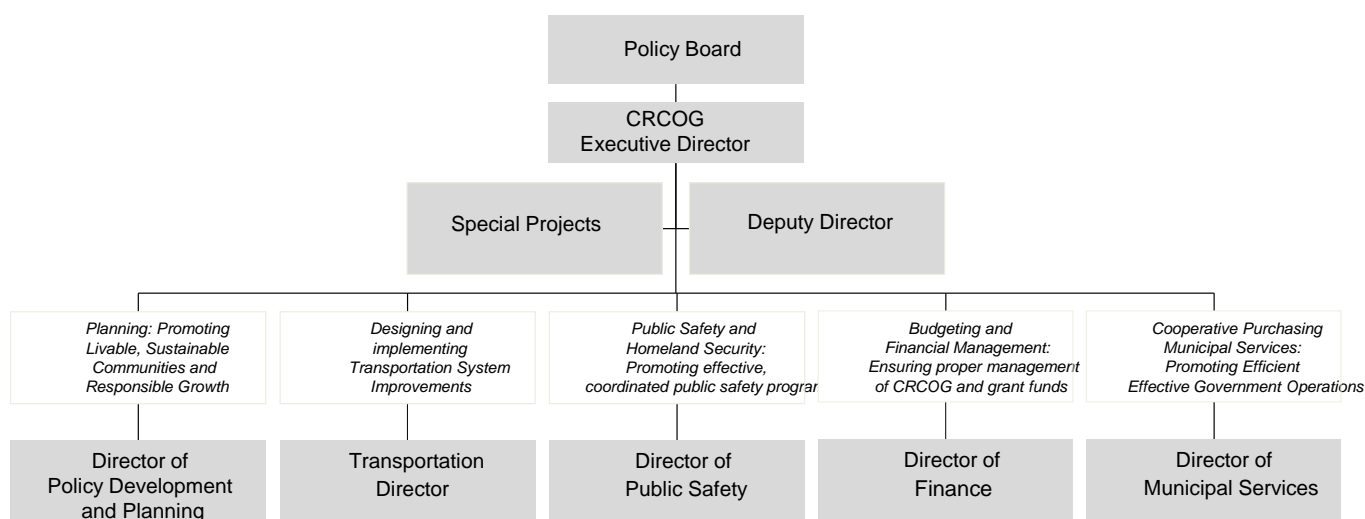 Policy Board
CRCOG
Executive Director
Special Projects
Deputy Director
Planning: Promoting
Livable, Sustainable
Communities and
Responsible Growth
Designing and
implementing
Transportation System
Improvements
Public Safety and
Homeland Security:
Promoting effective,
coordinated public safety program
Budgeting and
Financial Management:
Ensuring proper management
of CRCOG and grant funds
Cooperative Purchasing
Municipal Services:
Promoting Efficient
Effective Government Operations
Director of
Policy Development
and Planning
Transportation
Director
Director of
Public Safety
Director of
Finance
Director of
Municipal Services